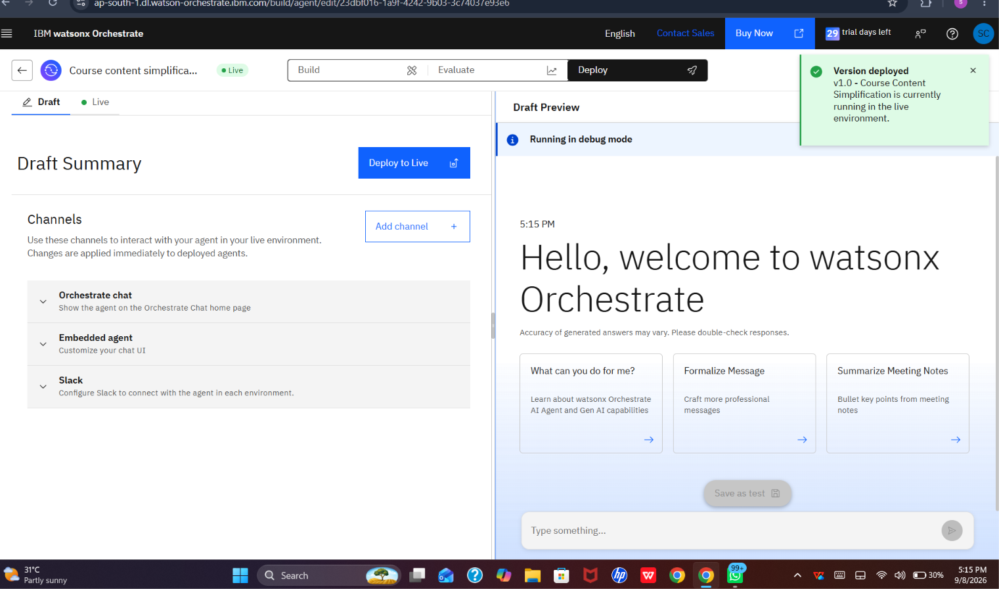 ap-south-1.dl.watson-orchestrate.ibm.com/build/agent/edit/23dbf016-1a9f-4242-9b03-3c74037e93e6
S
IBM watsonx Orchestrate
English
Contact Sales
Buy Now
29 trial days left
SC
Course content simplifica...
Live
Build
Evaluate
Deploy
Version deployed
v1.0 - Course Content
Simplification is currently
running in the live
environment.
Draft
Live
Draft Preview
Running in debug mode
Draft Summary
Deploy to Live
Channels
Add channel +
Use these channels to interact with your agent in your live environment.
Changes are applied immediately to deployed agents.
Orchestrate chat
Show the agent on the Orchestrate Chat home page
Embedded agent
Customize your chat UI
Slack
Configure Slack to connect with the agent in each environment.
5:15 PM
Hello, welcome to watsonx
Orchestrate
Accuracy of generated answers may vary. Please double-check responses.
What can you do for me?
Learn about watsonx Orchestrate
AI Agent and Gen AI capabilities
Formalize Message
Craft more professional
messages
Summarize Meeting Notes
Bullet key points from meeting
notes
Save as test
Type something...
31°C
Partly sunny
Search
hp
W
99+
30%
5:15 PM
9/8/2026